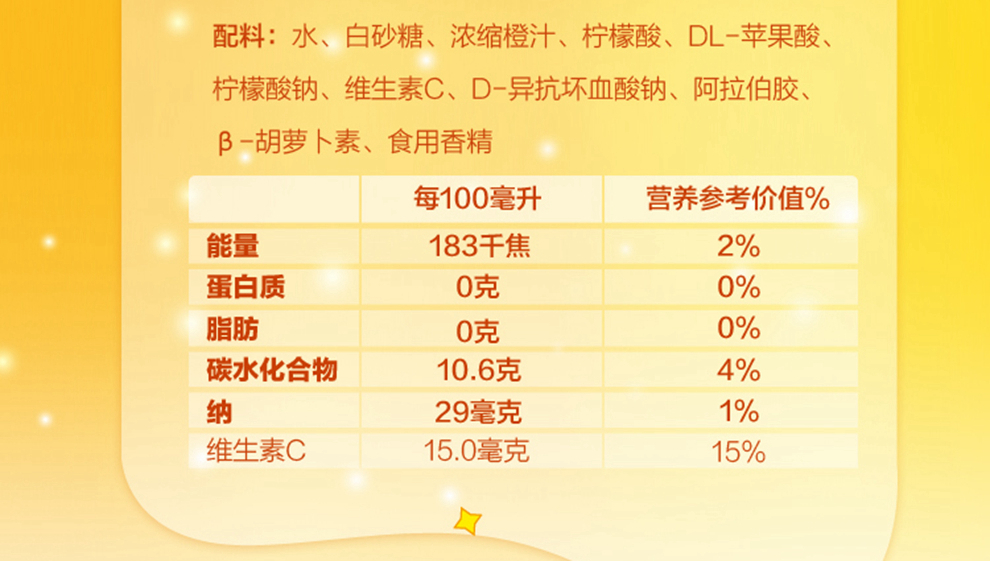 配料：水、白砂糖、浓缩橙汁、柠檬酸、DL-苹果酸、
柠檬酸钠、维生素C、D-异抗坏血酸钠、阿拉伯胶、
β-胡萝卜素、食用香精
每100毫升 营养参考价值%
能量 183千焦 2%
蛋白质 0克 0%
脂肪 0克 0%
碳水化合物 10.6克 4%
纳 29毫克 1%
维生素C 15.0毫克 15%